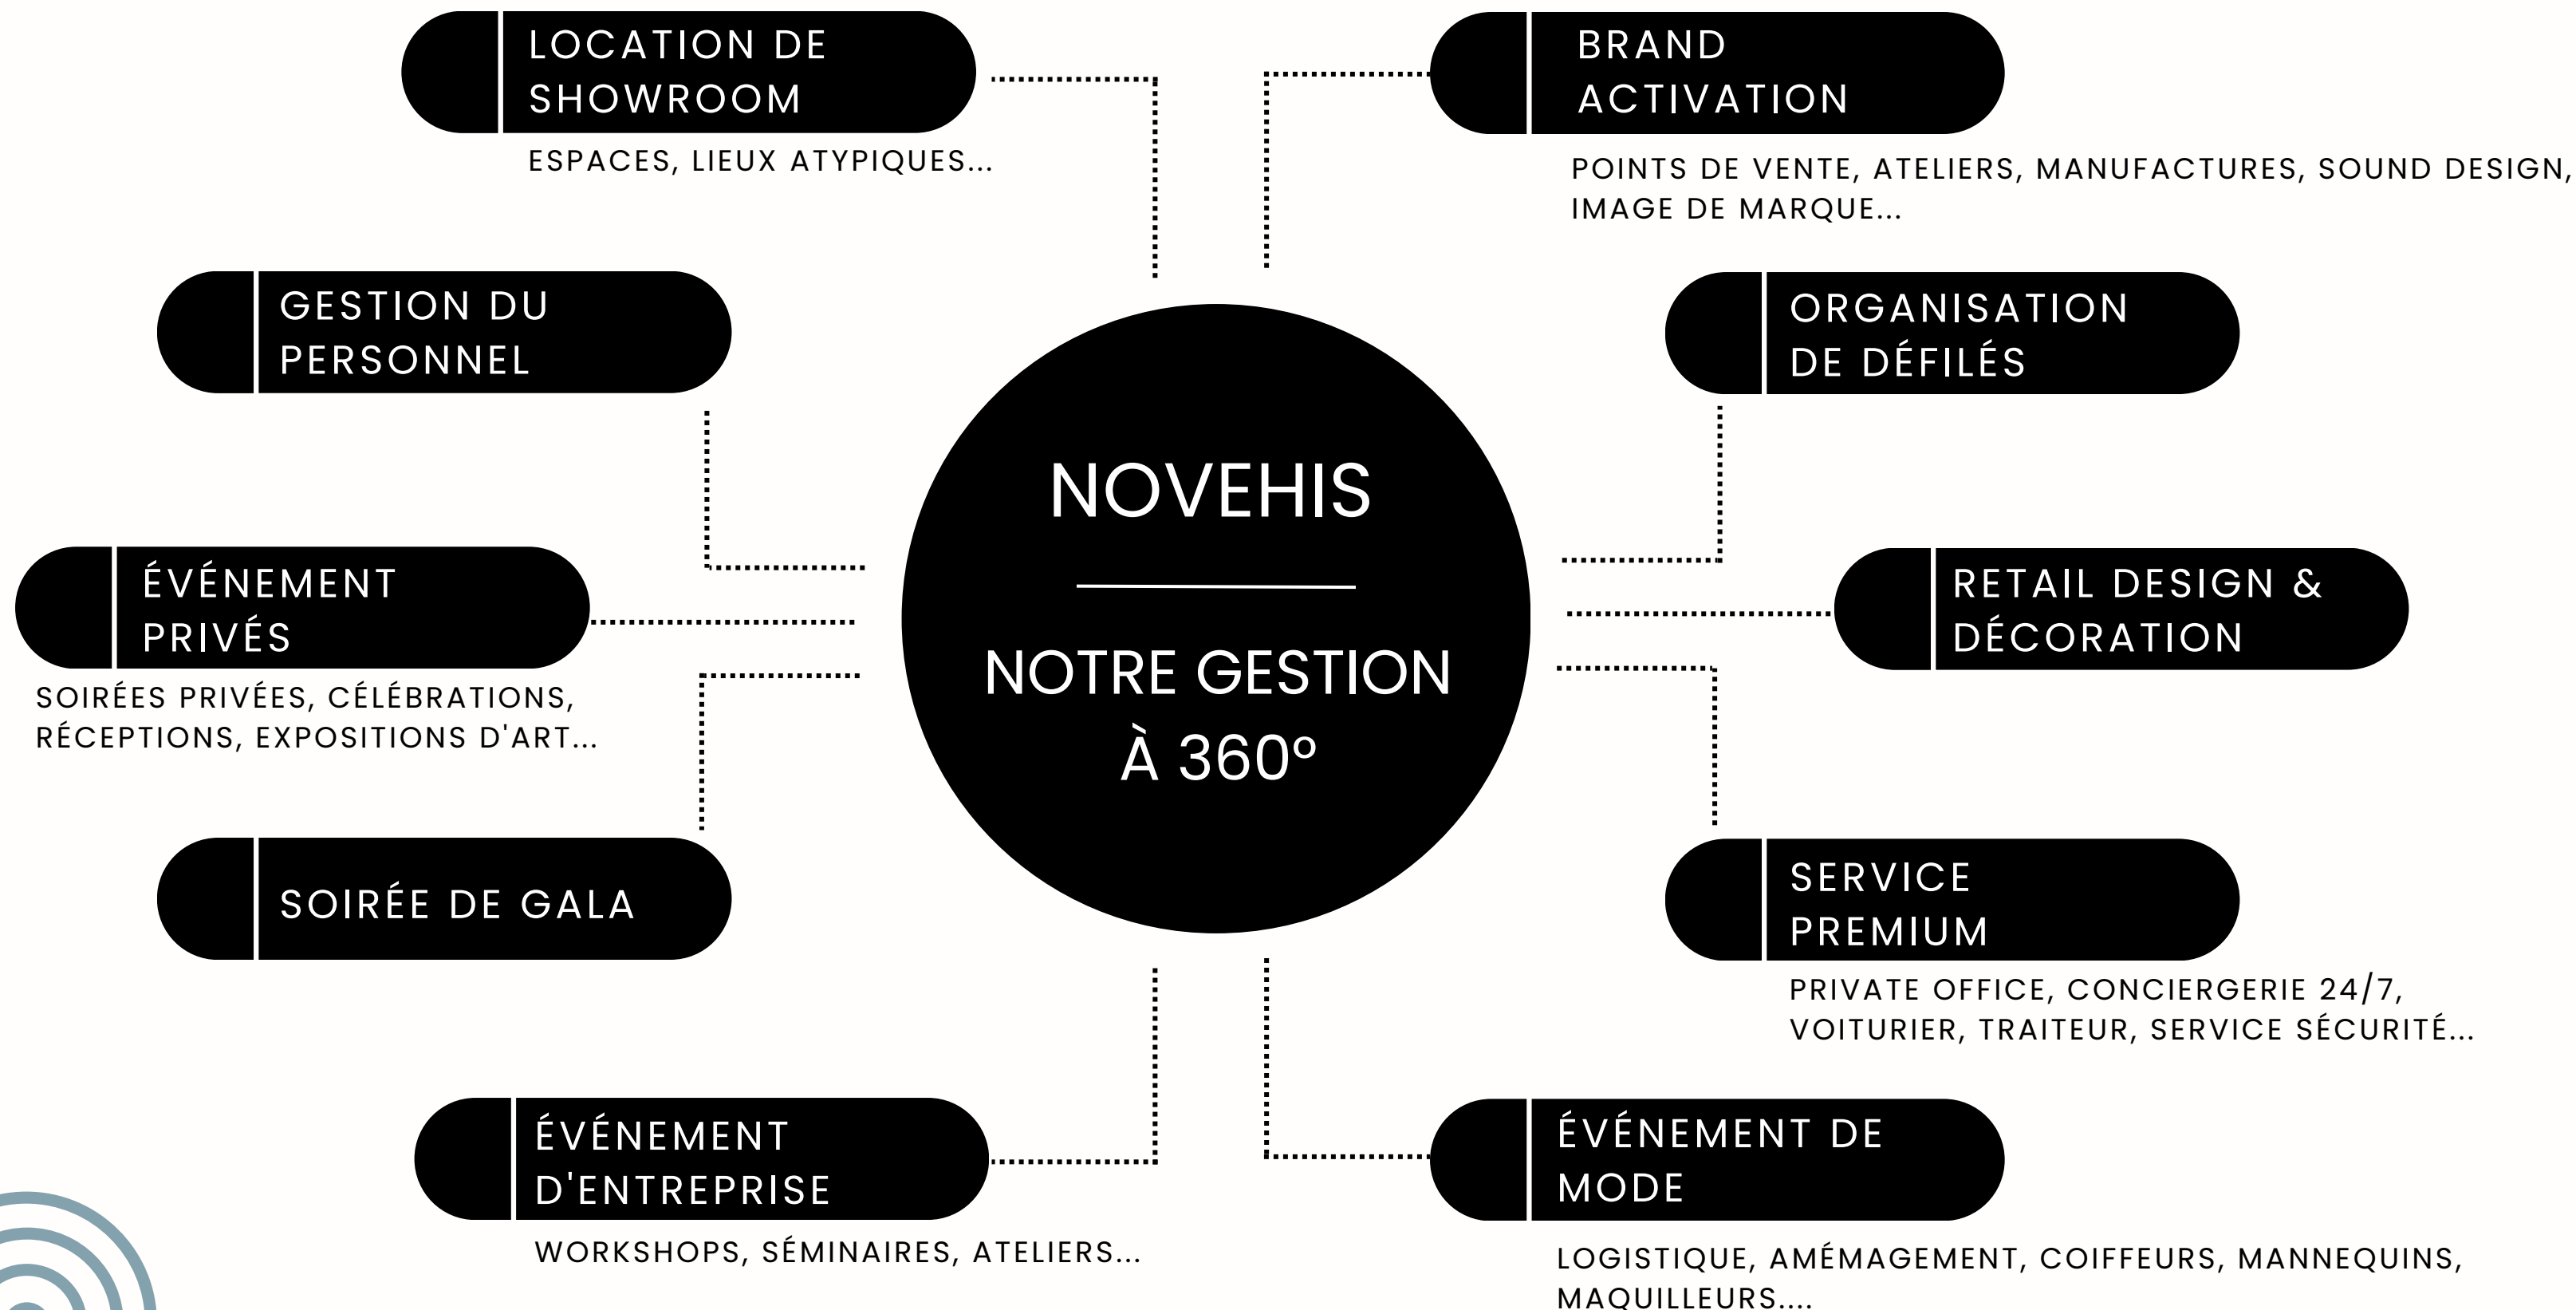 LOCATION DE
SHOWROOM
ESPACES, LIEUX ATYPIQUES...
BRAND
ACTIVATION
POINTS DE VENTE, ATELIERS, MANUFACTURES, SOUND DESIGN,
IMAGE DE MARQUE...
GESTION DU
PERSONNEL
ORGANISATION
DE DÉFILÉS
NOVEHIS
NOTRE GESTION
À 360°
ÉVÉNEMENT
PRIVÉS
SOIRÉES PRIVÉES, CÉLÉBRATIONS,
RÉCEPTIONS, EXPOSITIONS D'ART...
RETAIL DESIGN &
DÉCORATION
SOIRÉE DE GALA
SERVICE
PREMIUM
PRIVATE OFFICE, CONCIERGERIE 24/7,
VOITURIER, TRAITEUR, SERVICE SÉCURITÉ...
ÉVÉNEMENT
D'ENTREPRISE
WORKSHOPS, SÉMINAIRES, ATELIERS...
ÉVÉNEMENT DE
MODE
LOGISTIQUE, AMÉMAGEMENT, COIFFEURS, MANNEQUINS,
MAQUILLEURS....